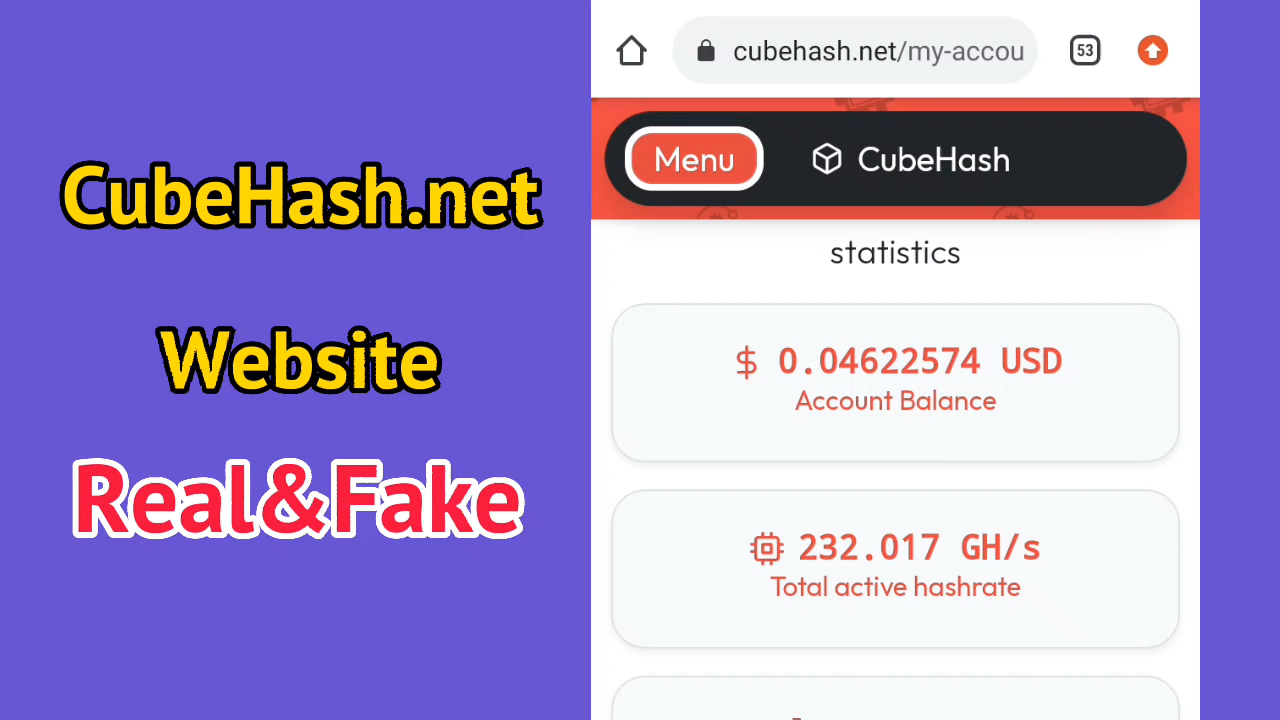 CubeHash.net
Website
Real&Fake
cubehash.net/my-accou
53
Menu
CubeHash
statistics
$ 0.04622574 USD
Account Balance
232.017 GH/s
Total active hashrate